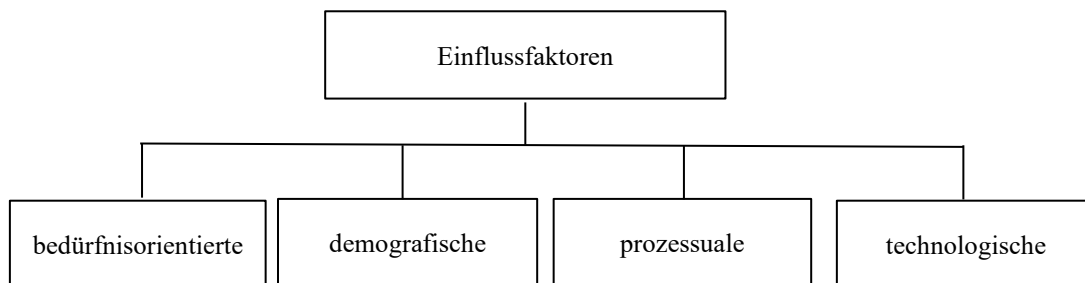 Einflussfaktoren
bedürfnisorientierte
demografische
prozessuale
technologische